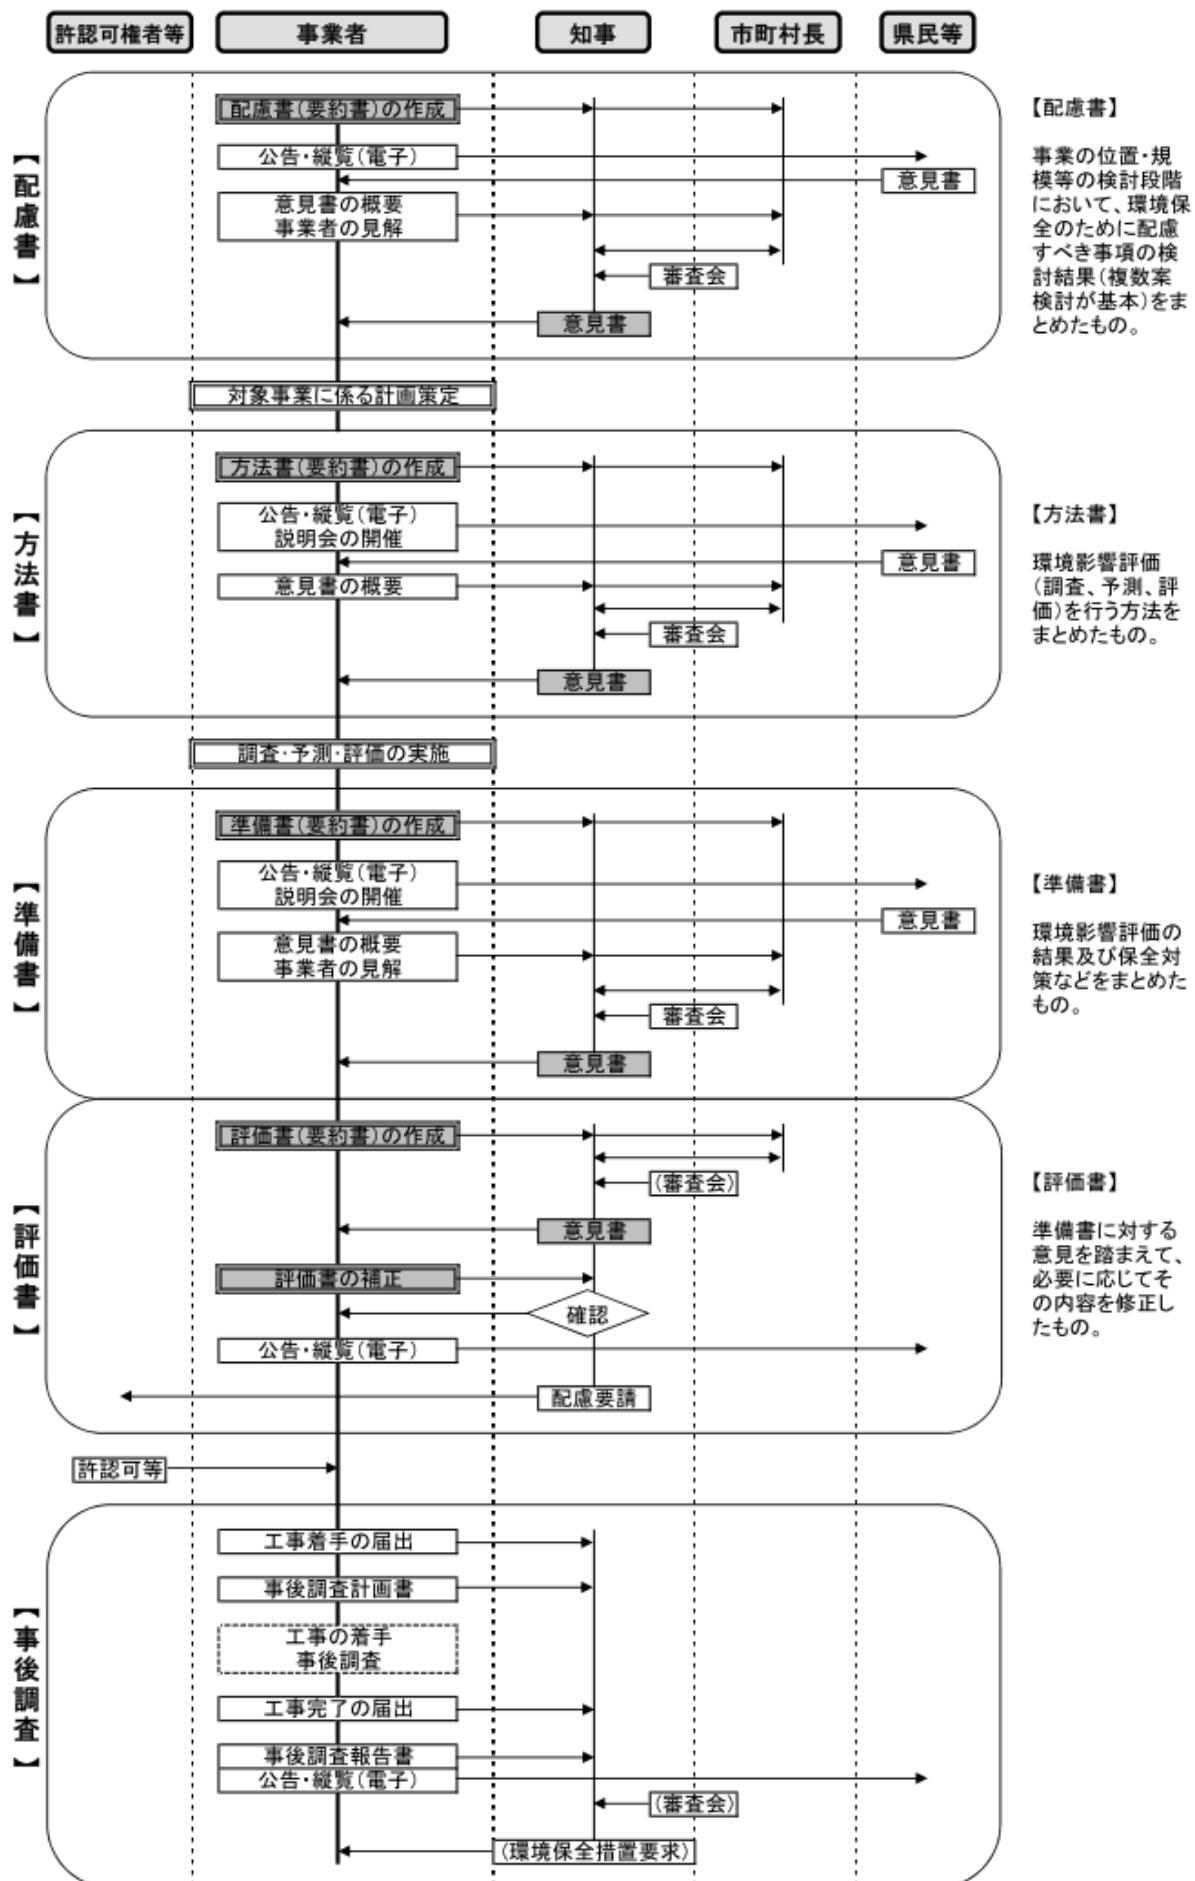 許認可権者等
事業者
知事
市町村長
県民等
【配慮書】
配慮書(要約書)の作成
公告・縦覧(電子)
意見書
意見書の概要
事業者の見解
審査会
意見書
【配慮書】
事業の位置・規
模等の検討段階
において、環境保
全のために配慮
すべき事項の検
討結果(複数案
検討が基本)をま
とめたもの。
対象事業に係る計画策定
【方法書】
方法書(要約書)の作成
公告・縦覧(電子)
説明会の開催
意見書
意見書の概要
審査会
意見書
【方法書】
環境影響評価
(調査、予測、評
価)を行う方法を
まとめたもの。
調査・予測・評価の実施
【準備書】
準備書(要約書)の作成
公告・縦覧(電子)
説明会の開催
意見書
意見書の概要
事業者の見解
審査会
意見書
【準備書】
環境影響評価の
結果及び保全対
策などをまとめた
もの。
【評価書】
評価書(要約書)の作成
(審査会)
意見書
評価書の補正
確認
公告・縦覧(電子)
配慮要請
【評価書】
準備書に対する
意見を踏まえて、
必要に応じてそ
の内容を修正し
たもの。
許認可等
【事後調査】
工事着手の届出
事後調査計画書
工事の着手
事後調査
工事完了の届出
事後調査報告書
公告・縦覧(電子)
(審査会)
(環境保全措置要求)